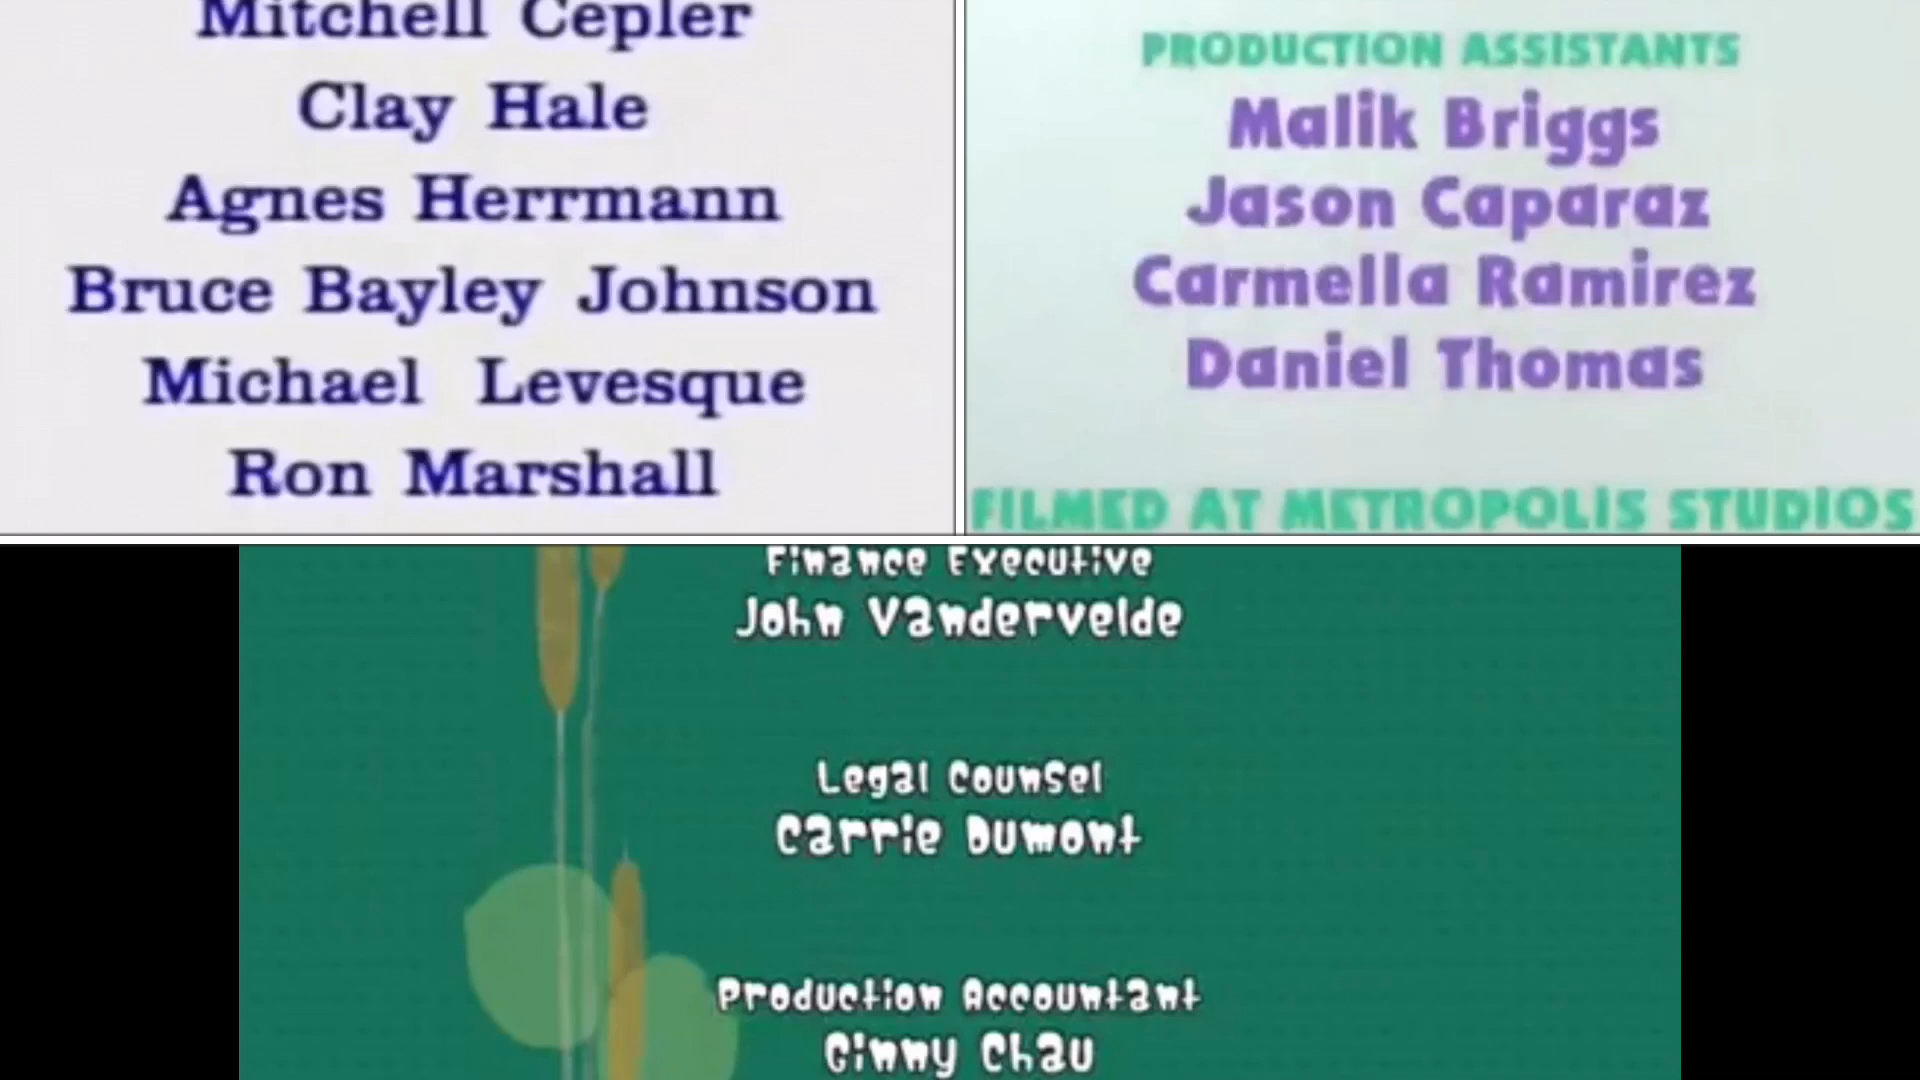 Mitchell Cepler
Clay Hale
Agnes Herrmann
Bruce Bayley Johnson
Michael Levesque
Ron Marshall
PRODUCTION ASSISTANTS
Malik Briggs
Jason Caparaz
Carmella Ramirez
Daniel Thomas
FILMED AT METROPOLIS STUDIOS
Finance Executive
John Vandervelde
Legal Counsel
Carrie Dumont
Production Accountant
Ginny Chau